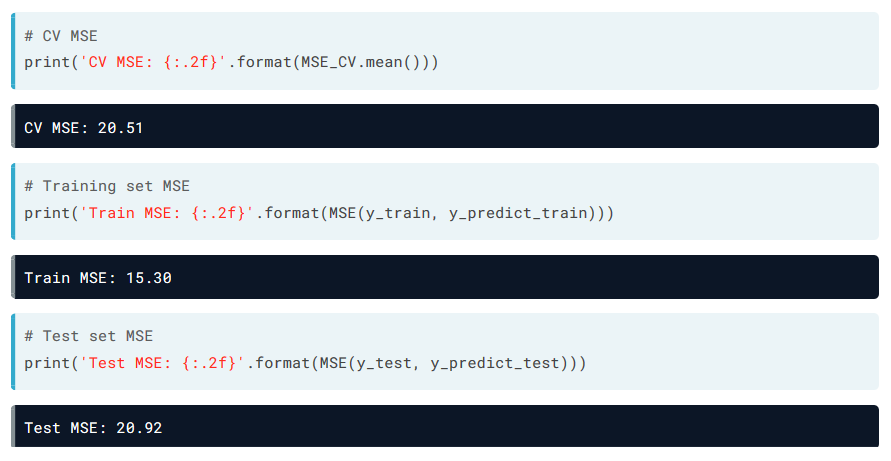 # CV MSE
print('CV MSE: {:.2f}'.format(MSE_CV.mean()))
CV MSE: 20.51
# Training set MSE
print('Train MSE: {:.2f}'.format(MSE(y_train, y_predict_train)))
Train MSE: 15.30
# Test set MSE
print('Test MSE: {:.2f}'.format(MSE(y_test, y_predict_test)))
Test MSE: 20.92